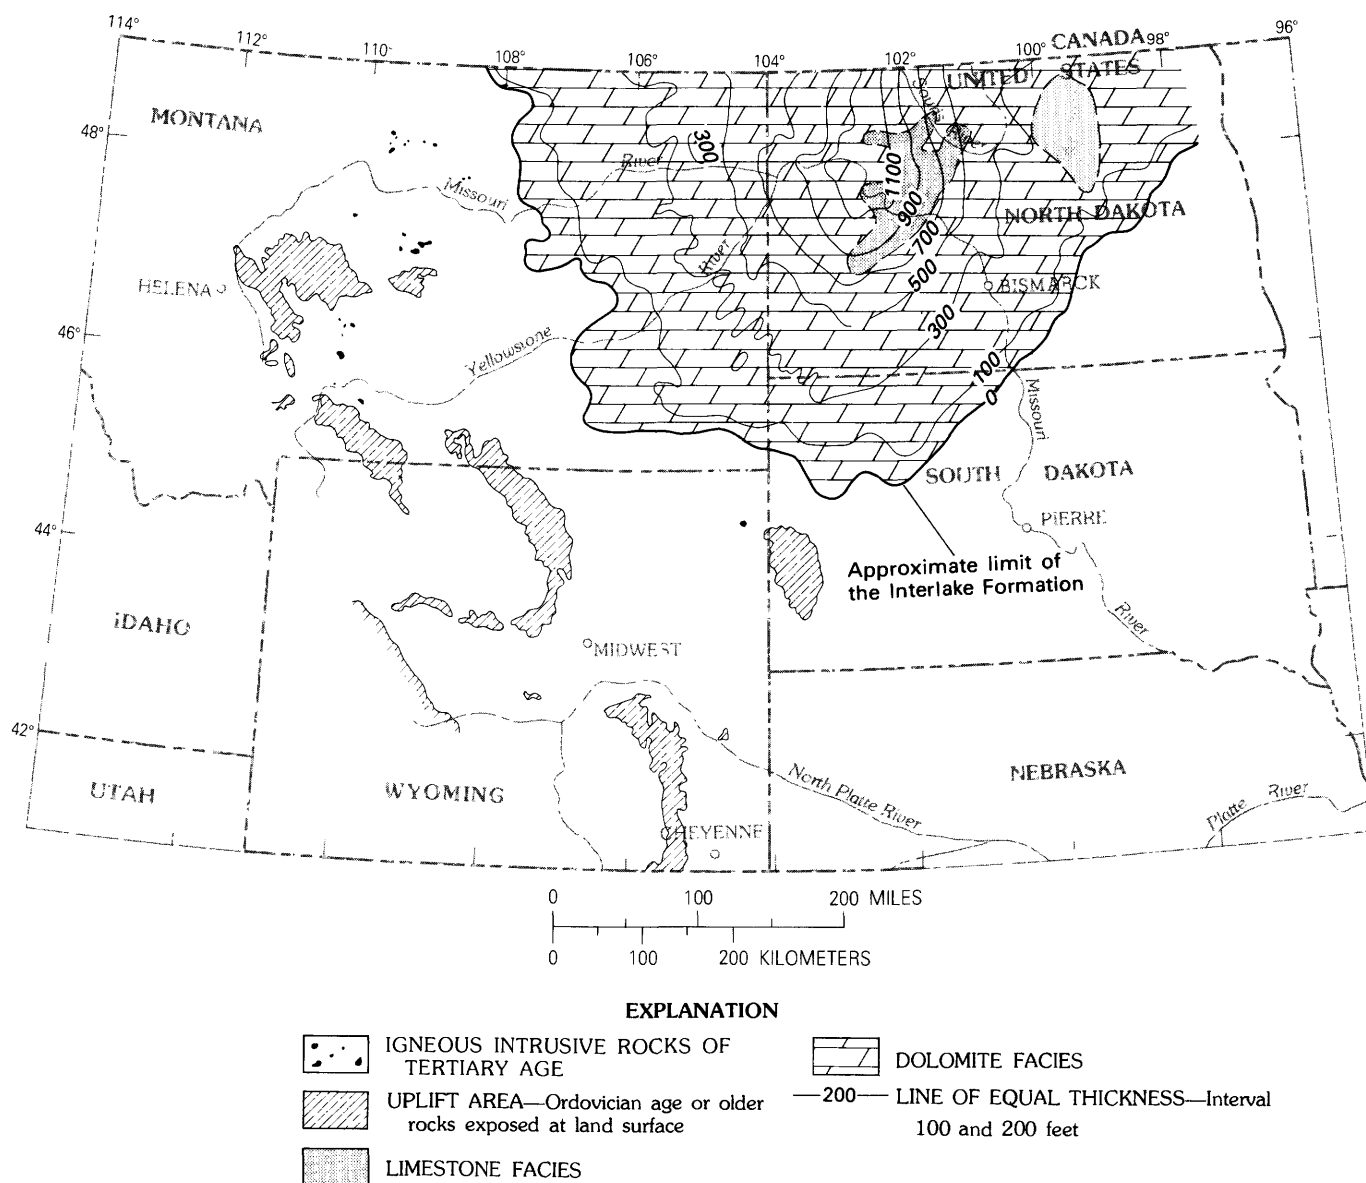 114°
112°
110°
108°
106°
104°
102°
100°
98°
96°
CANADA
UNITED STATES
MONTANA
48°
300
River
Missouri
Souris River
1100
900
700
500
300
100
0
NORTH DAKOTA
River
HELENA
BISMARCK
46°
Yellowstone
Missouri
SOUTH DAKOTA
PIERRE
44°
Approximate limit of
the Interlake Formation
River
IDAHO
MIDWEST
42°
UTAH
WYOMING
North Platte River
NEBRASKA
Platte River
CHEYENNE
0 100 200 MILES
0 100 200 KILOMETERS
EXPLANATION
IGNEOUS INTRUSIVE ROCKS OF
TERTIARY AGE
UPLIFT AREA—Ordovician age or older
rocks exposed at land surface
LIMESTONE FACIES
DOLOMITE FACIES
—200— LINE OF EQUAL THICKNESS—Interval
100 and 200 feet